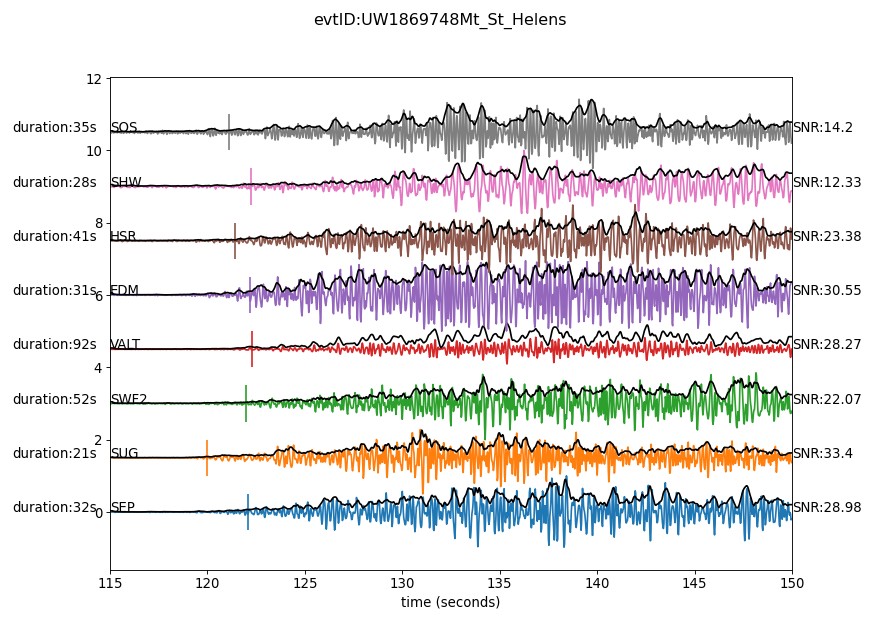 evtID:UW1869748Mt_St_Helens
12
duration:35s SOS SNR:14.2
10
duration:28s SHW SNR:12.33
8
duration:41s HSR SNR:23.38
duration:31s EDM SNR:30.55
6
duration:92s VALT SNR:28.27
4
duration:52s SWF2 SNR:22.07
2
duration:21s SUG SNR:33.4
duration:32s SEP SNR:28.98
0
115 120 125 130 135 140 145 150
time (seconds)